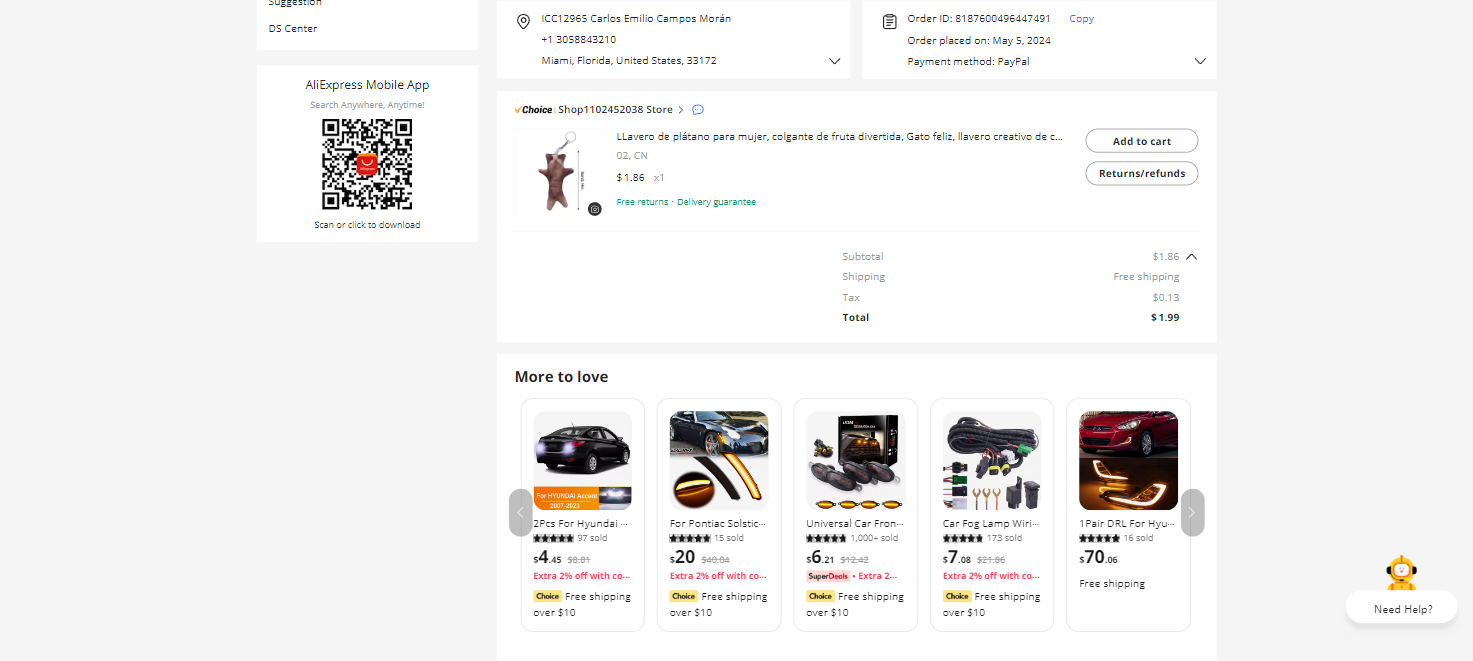 Suggestion
DS Center
AliExpress Mobile App
Search Anywhere, Anytime!
Scan or click to download
ICC12965 Carlos Emilio Campos Morán
+1 3058843210
Miami, Florida, United States, 33172
Order ID: 8187600496447491 Copy
Order placed on: May 5, 2024
Payment method: PayPal
Choice Shop1102452038 Store
LLavero de plátano para mujer, colgante de fruta divertida, Gato feliz, llavero creativo de c...
02, CN
$1.86 x1
Free returns · Delivery guarantee
Add to cart
Returns/refunds
Subtotal $1.86
Shipping Free shipping
Tax $0.13
Total $1.99
More to love
For HYUNDAI Accent
2007-2023
2Pcs For Hyundai ...
97 sold
$4.45 $8.81
Extra 2% off with co...
Choice Free shipping
over $10
For Pontiac Solstic...
15 sold
$20 $40.04
Extra 2% off with co...
Choice Free shipping
over $10
Universal Car Fron...
1,000+ sold
$6.21 $12.42
SuperDeals • Extra 2...
Choice Free shipping
over $10
Car Fog Lamp Wiri...
173 sold
$7.08 $21.86
Extra 2% off with co...
Choice Free shipping
over $10
1Pair DRL For Hyu...
16 sold
$70.06
Free shipping
Need Help?